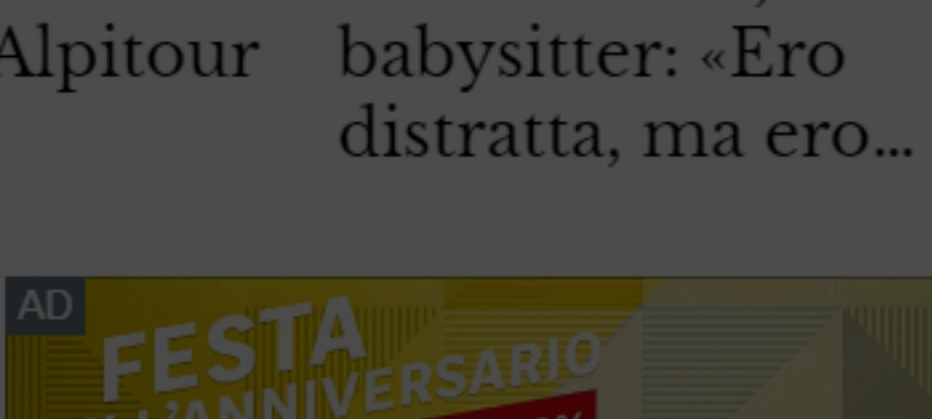 Alpitour
babysitter: «Ero
distratta, ma ero...
AD
FESTA
L'ANNIVERSARIO
%